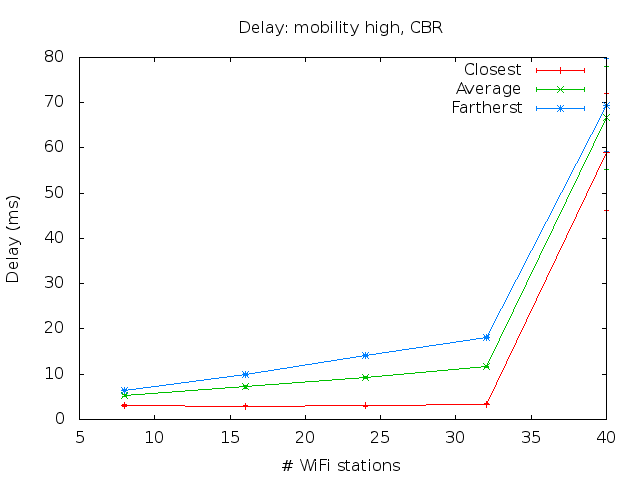 Delay: mobility high, CBR
Closest
Average
Fartherst
80
70
60
50
40
30
20
10
0
Delay (ms)
5 10 15 20 25 30 35 40
# WiFi stations